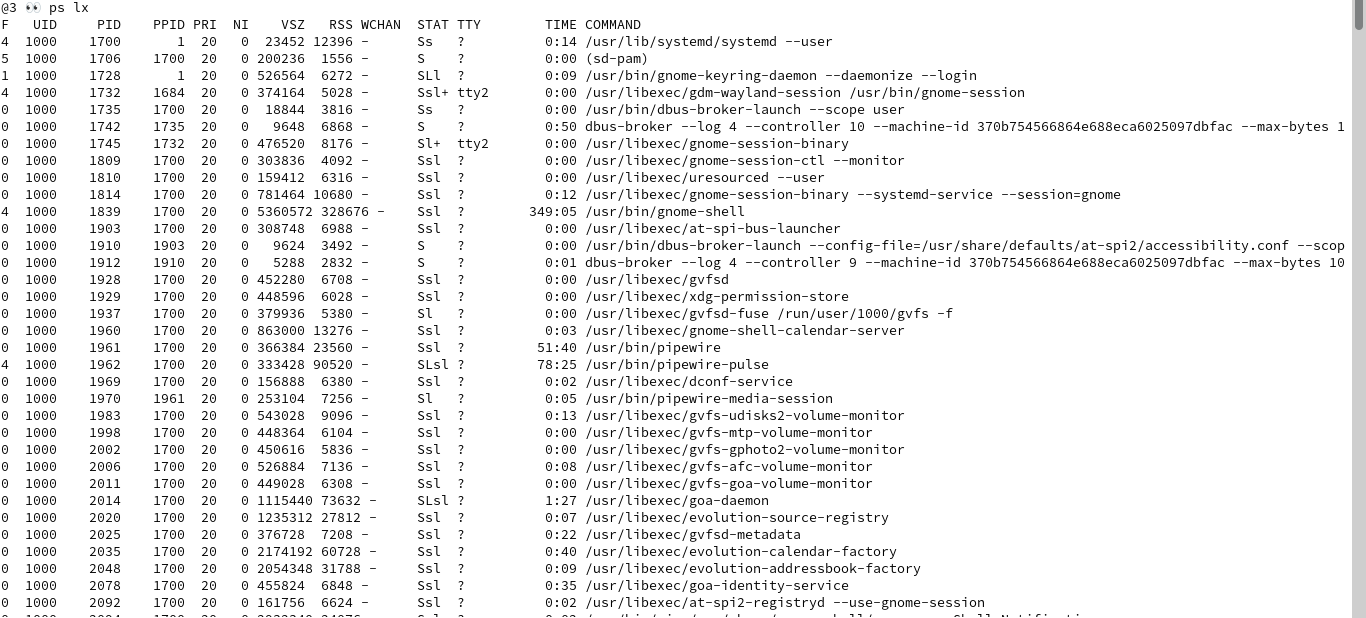 @3 👀 ps lx
F   UID     PID    PPID PRI  NI    VSZ   RSS WCHAN  STAT TTY        TIME COMMAND
4  1000    1700       1  20   0  23452 12396 -      Ss   ?          0:14 /usr/lib/systemd/systemd --user
5  1000    1706    1700  20   0 200236  1556 -      S    ?          0:00 (sd-pam)
1  1000    1728       1  20   0 526564  6272 -      SLl  ?          0:09 /usr/bin/gnome-keyring-daemon --daemonize --login
4  1000    1732    1684  20   0 374164  5028 -      Ssl+ tty2       0:00 /usr/libexec/gdm-wayland-session /usr/bin/gnome-session
0  1000    1735    1700  20   0  18844  3816 -      Ss   ?          0:00 /usr/bin/dbus-broker-launch --scope user
0  1000    1742    1735  20   0   9648  6868 -      S    ?          0:50 dbus-broker --log 4 --controller 10 --machine-id 370b754566864e688eca6025097dbfac --max-bytes 1
0  1000    1745    1732  20   0 476520  8176 -      Sl+  tty2       0:00 /usr/libexec/gnome-session-binary
0  1000    1809    1700  20   0 303836  4092 -      Ssl  ?          0:00 /usr/libexec/gnome-session-ctl --monitor
0  1000    1810    1700  20   0 159412  6316 -      Ssl  ?          0:00 /usr/libexec/uresourced --user
0  1000    1814    1700  20   0 781464 10680 -      Ssl  ?          0:12 /usr/libexec/gnome-session-binary --systemd-service --session=gnome
4  1000    1839    1700  20   0 5360572 328676 -    Ssl  ?        349:05 /usr/bin/gnome-shell
0  1000    1903    1700  20   0 308748  6988 -      Ssl  ?          0:00 /usr/libexec/at-spi-bus-launcher
0  1000    1910    1903  20   0   9624  3492 -      S    ?          0:00 /usr/bin/dbus-broker-launch --config-file=/usr/share/defaults/at-spi2/accessibility.conf --scop
0  1000    1912    1910  20   0   5288  2832 -      S    ?          0:01 dbus-broker --log 4 --controller 9 --machine-id 370b754566864e688eca6025097dbfac --max-bytes 10
0  1000    1928    1700  20   0 452280  6708 -      Ssl  ?          0:00 /usr/libexec/gvfsd
0  1000    1929    1700  20   0 448596  6028 -      Ssl  ?          0:00 /usr/libexec/xdg-permission-store
0  1000    1937    1700  20   0 379936  5380 -      Sl   ?          0:00 /usr/libexec/gvfsd-fuse /run/user/1000/gvfs -f
0  1000    1960    1700  20   0 863000 13276 -      Ssl  ?          0:03 /usr/libexec/gnome-shell-calendar-server
0  1000    1961    1700  20   0 366384 23560 -      Ssl  ?         51:40 /usr/bin/pipewire
4  1000    1962    1700  20   0 333428 90520 -      SLsl ?         78:25 /usr/bin/pipewire-pulse
0  1000    1969    1700  20   0 156888  6380 -      Ssl  ?          0:02 /usr/libexec/dconf-service
0  1000    1970    1961  20   0 253104  7256 -      Sl   ?          0:05 /usr/bin/pipewire-media-session
0  1000    1983    1700  20   0 543028  9096 -      Ssl  ?          0:13 /usr/libexec/gvfs-udisks2-volume-monitor
0  1000    1998    1700  20   0 448364  6104 -      Ssl  ?          0:00 /usr/libexec/gvfs-mtp-volume-monitor
0  1000    2002    1700  20   0 450616  5836 -      Ssl  ?          0:00 /usr/libexec/gvfs-gphoto2-volume-monitor
0  1000    2006    1700  20   0 526884  7136 -      Ssl  ?          0:08 /usr/libexec/gvfs-afc-volume-monitor
0  1000    2011    1700  20   0 449028  6308 -      Ssl  ?          0:00 /usr/libexec/gvfs-goa-volume-monitor
0  1000    2014    1700  20   0 1115440 73632 -     SLsl ?          1:27 /usr/libexec/goa-daemon
0  1000    2020    1700  20   0 1235312 27812 -     Ssl  ?          0:07 /usr/libexec/evolution-source-registry
0  1000    2025    1700  20   0 376728  7208 -      Ssl  ?          0:22 /usr/libexec/gvfsd-metadata
0  1000    2035    1700  20   0 2174192 60728 -     Ssl  ?          0:40 /usr/libexec/evolution-calendar-factory
0  1000    2048    1700  20   0 2054348 31788 -     Ssl  ?          0:09 /usr/libexec/evolution-addressbook-factory
0  1000    2078    1700  20   0 455824  6848 -      Ssl  ?          0:35 /usr/libexec/goa-identity-service
0  1000    2092    1700  20   0 161756  6624 -      Ssl  ?          0:02 /usr/libexec/at-spi2-registryd --use-gnome-session